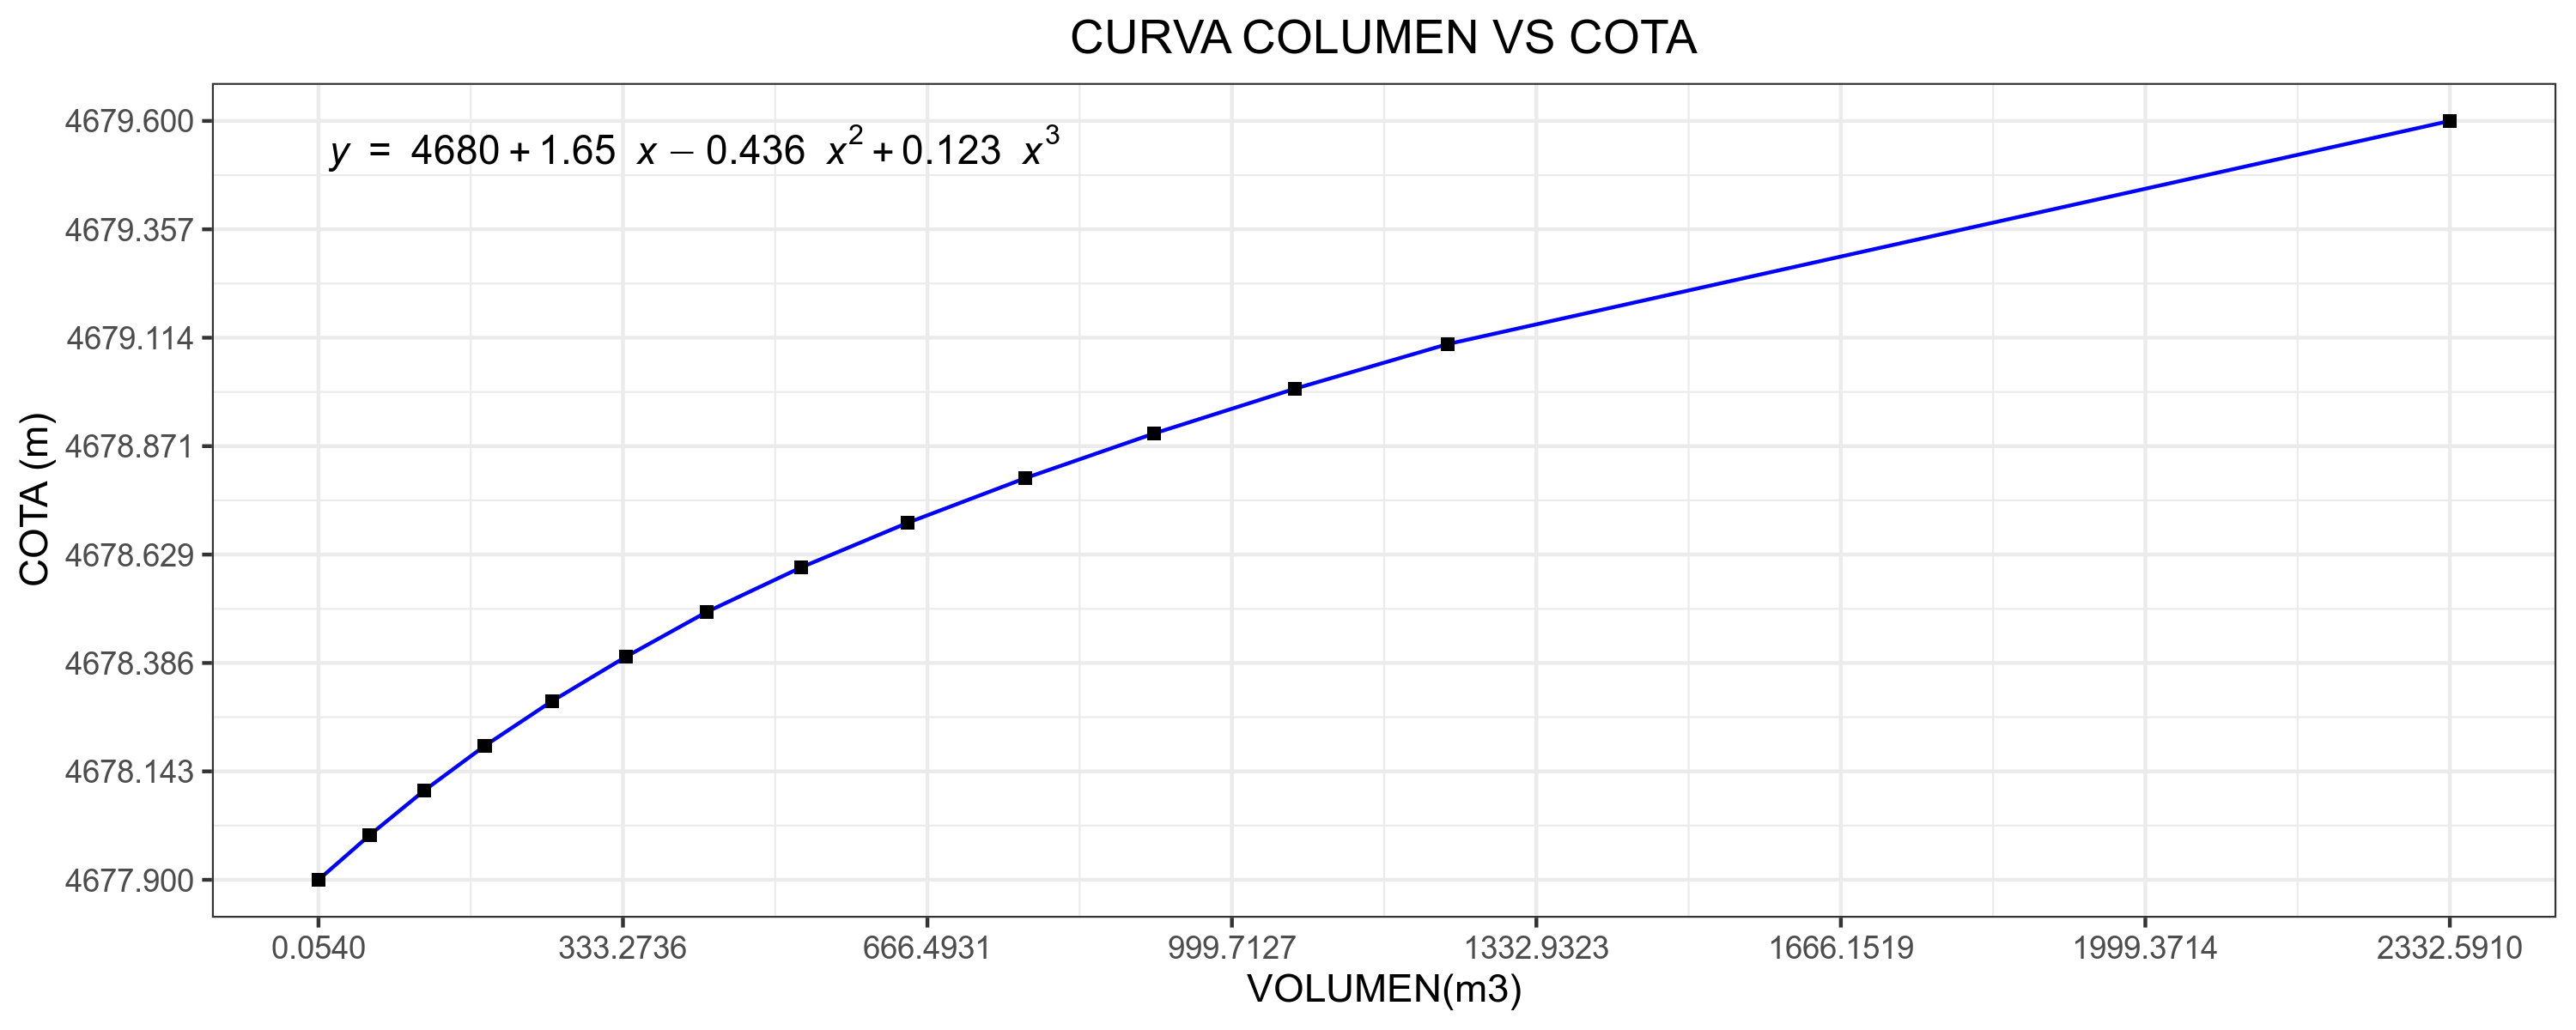 CURVA COLUMEN VS COTA
y = 4680 + 1.65 x − 0.436 x² + 0.123 x³
COTA (m)
4679.600
4679.357
4679.114
4678.871
4678.629
4678.386
4678.143
4677.900
0.0540 333.2736 666.4931 999.7127 1332.9323 1666.1519 1999.3714 2332.5910
VOLUMEN(m3)